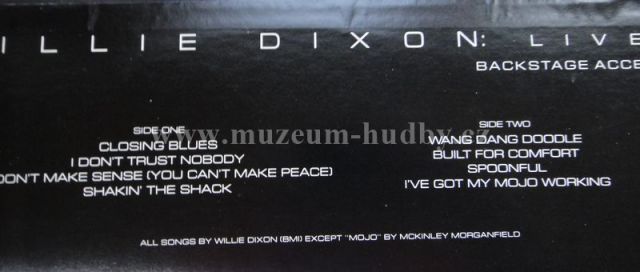 ILLIE DIXON: LIVE
BACKSTAGE ACCE
SIDE ONE
CLOSING BLUES
I DON'T TRUST NOBODY
DON'T MAKE SENSE (YOU CAN'T MAKE PEACE)
SHAKIN' THE SHACK
SIDE TWO
WANG DANG DOODLE
BUILT FOR COMFORT
SPOONFUL
I'VE GOT MY MOJO WORKING
www.muzeum-hudby.cz
ALL SONGS BY WILLIE DIXON (BMI) EXCEPT "MOJO" BY MCKINLEY MORGANFIELD